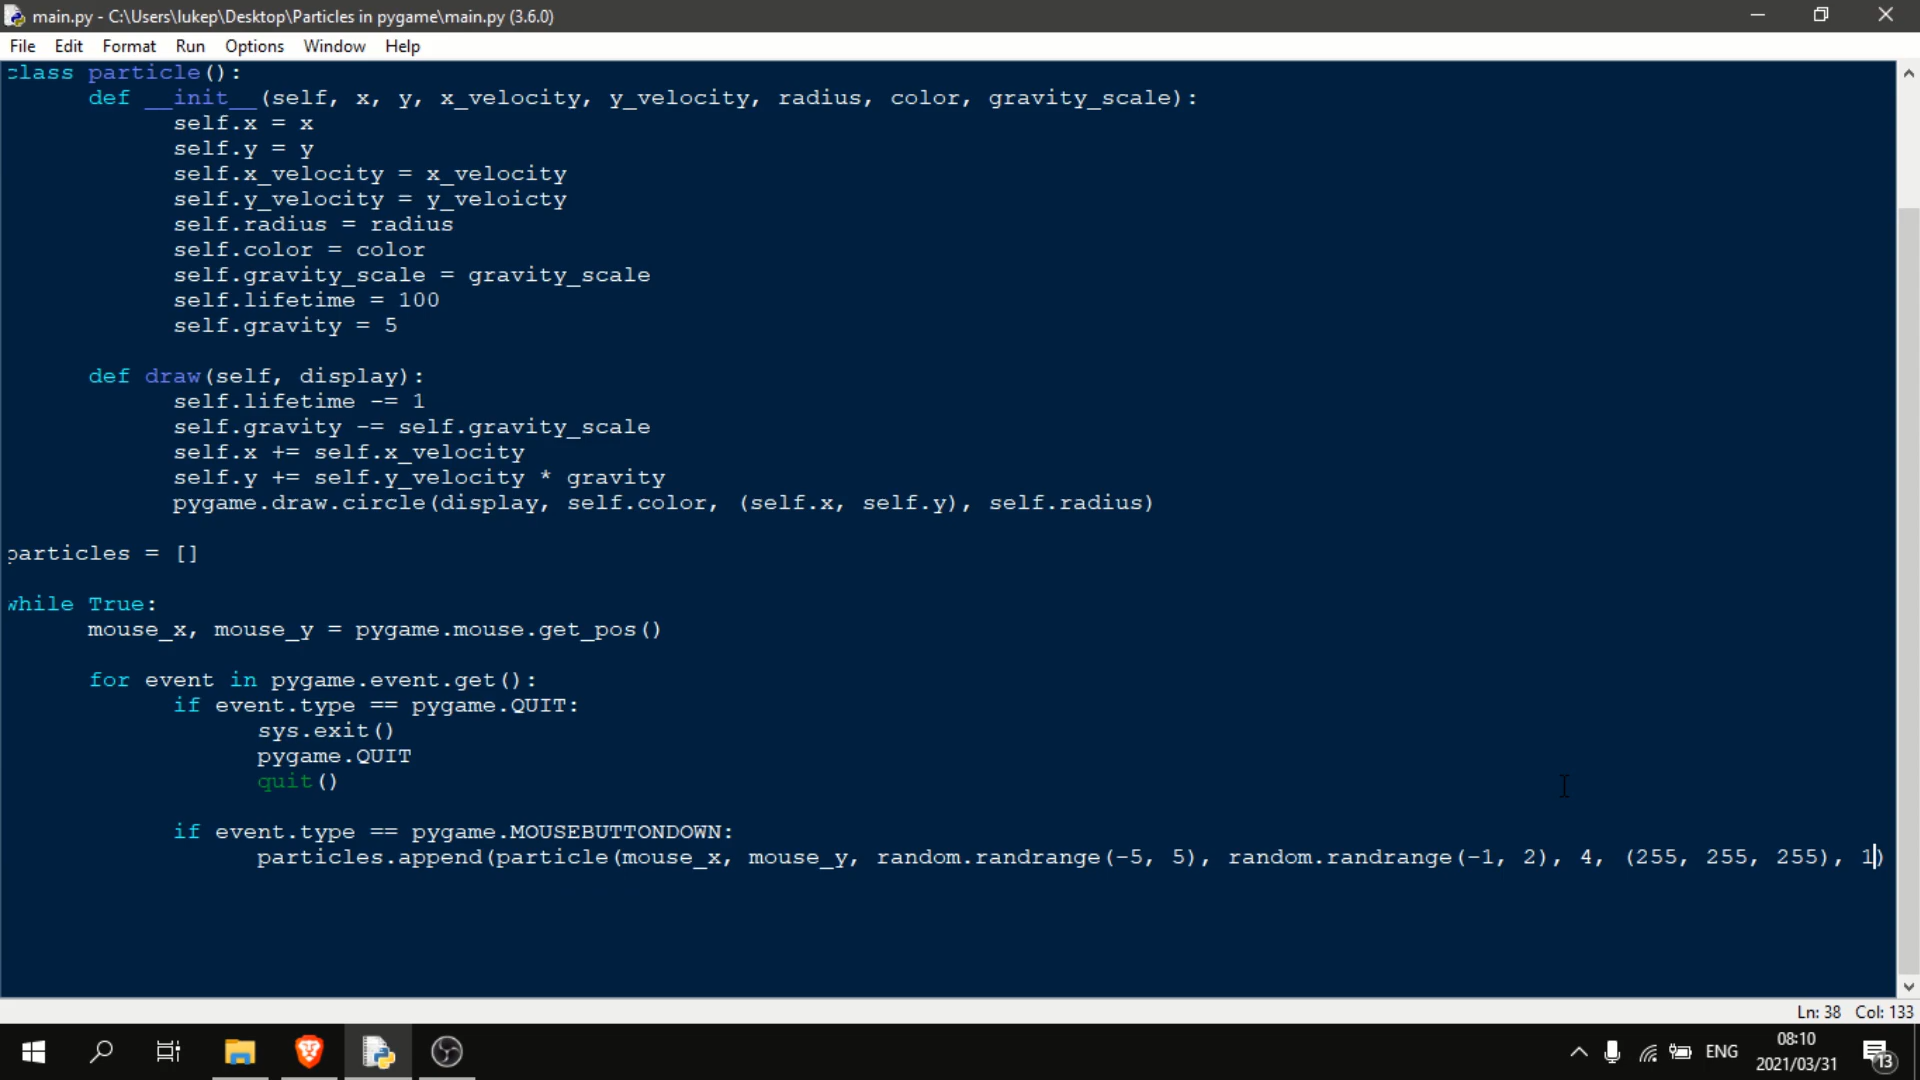 main.py - C:\Users\lukep\Desktop\Particles in pygame\main.py (3.6.0)
File Edit Format Run Options Window Help
class particle():
def __init__(self, x, y, x_velocity, y_velocity, radius, color, gravity_scale):
self.x = x
self.y = y
self.x_velocity = x_velocity
self.y_velocity = y_veloicty
self.radius = radius
self.color = color
self.gravity_scale = gravity_scale
self.lifetime = 100
self.gravity = 5
def draw(self, display):
self.lifetime -= 1
self.gravity -= self.gravity_scale
self.x += self.x_velocity
self.y += self.y_velocity * gravity
pygame.draw.circle(display, self.color, (self.x, self.y), self.radius)
particles = []
while True:
mouse_x, mouse_y = pygame.mouse.get_pos()
for event in pygame.event.get():
if event.type == pygame.QUIT:
sys.exit()
pygame.QUIT
quit()
if event.type == pygame.MOUSEBUTTONDOWN:
particles.append(particle(mouse_x, mouse_y, random.randrange(-5, 5), random.randrange(-1, 2), 4, (255, 255, 255), 1)
Ln: 38 Col: 133
ENG
08:10
2021/03/31
13